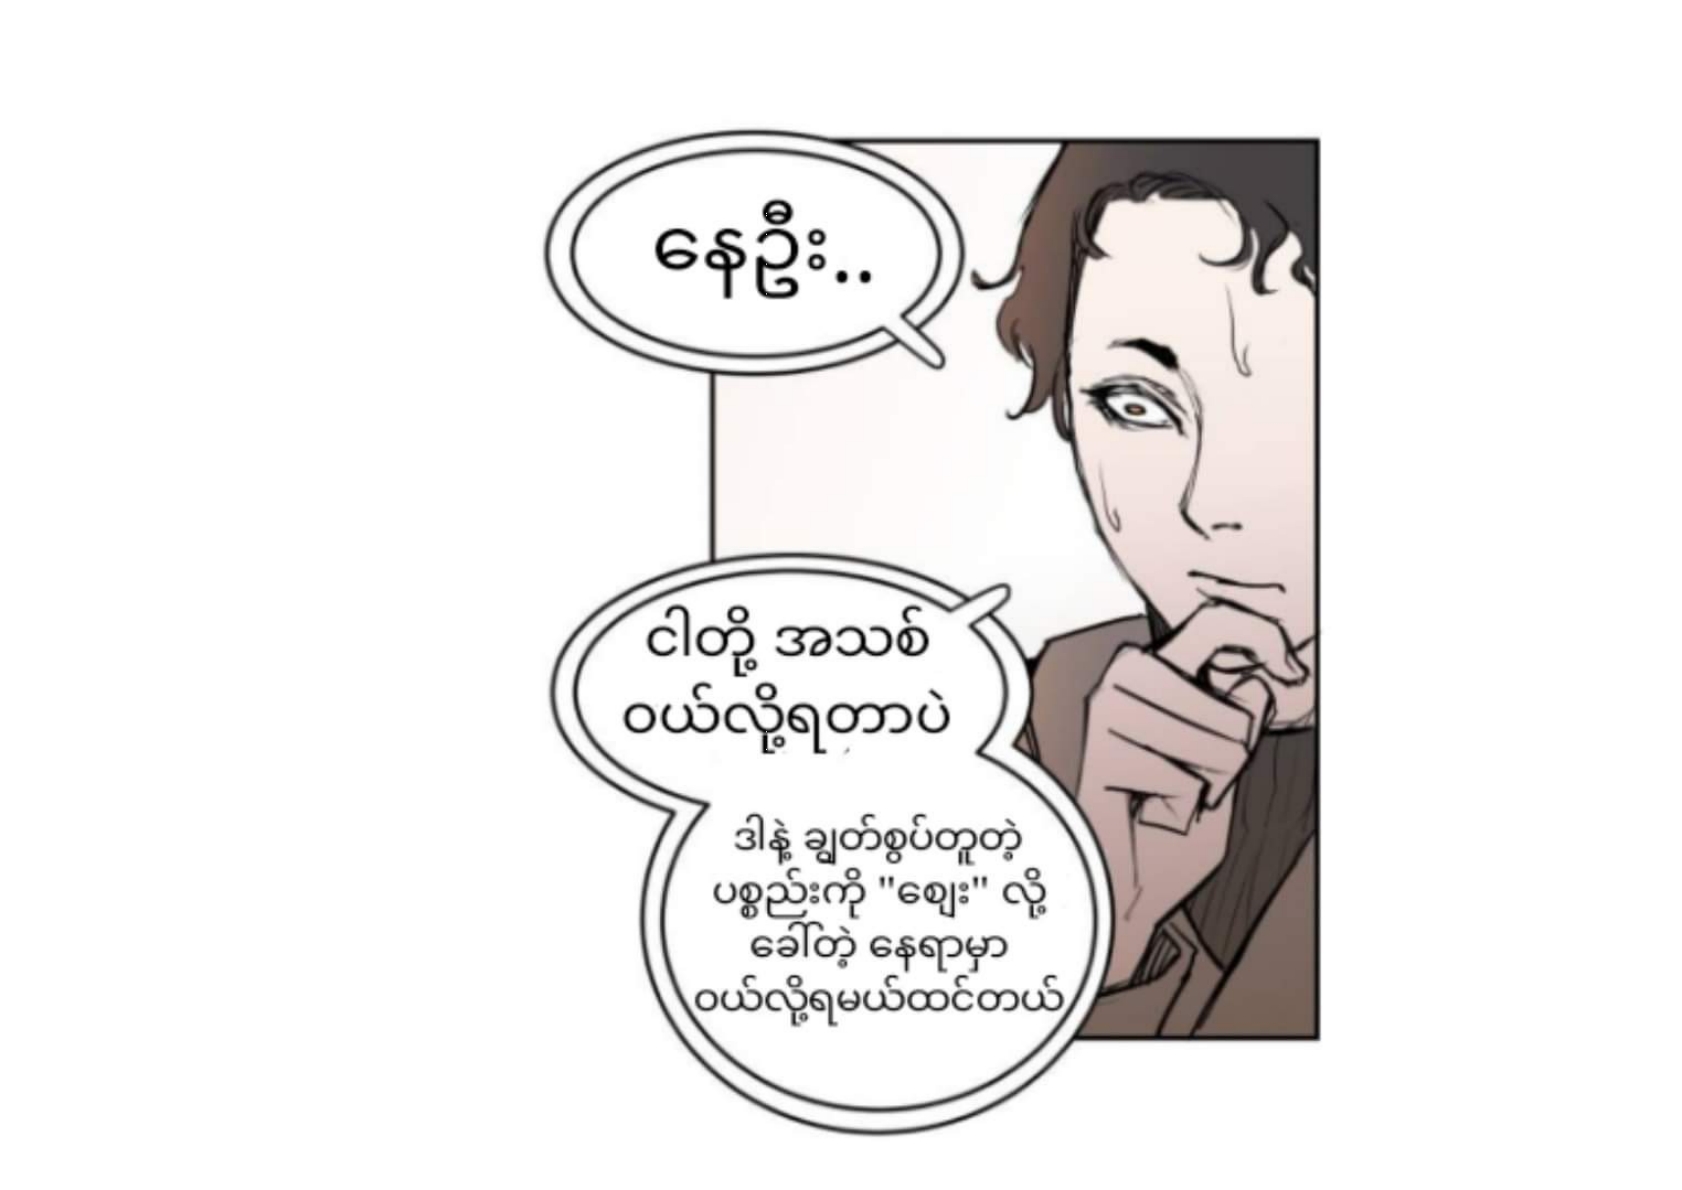 နေဦး..
ငါတို့ အသစ်
ဝယ်လို့ရတာပဲ
ဒါနဲ့ ချွတ်စွပ်တူတဲ့
ပစ္စည်းကို "ဈေး" လို့
ခေါ်တဲ့ နေရာမှာ
ဝယ်လို့ရမယ်ထင်တယ်